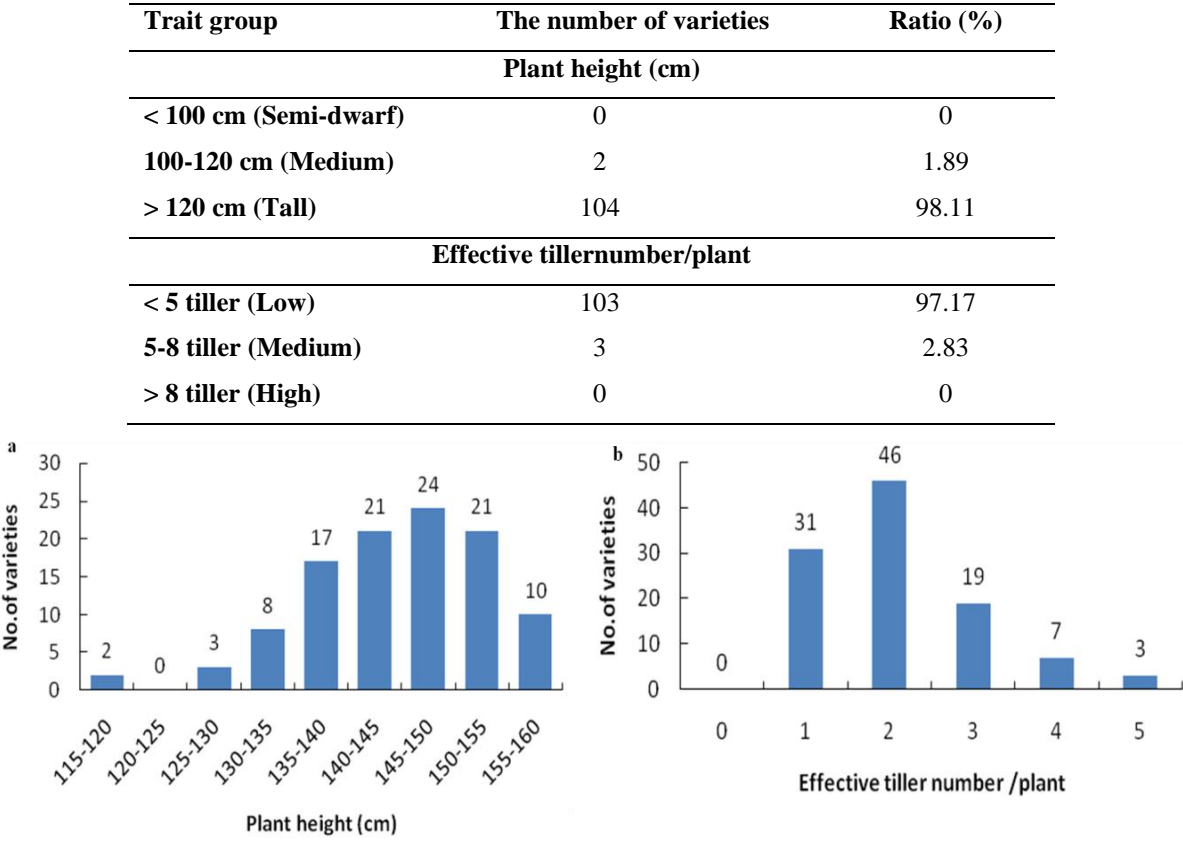 Trait group The number of varieties Ratio (%)
Plant height (cm)
< 100 cm (Semi-dwarf) 0 0
100-120 cm (Medium) 2 1.89
> 120 cm (Tall) 104 98.11
Effective tillernumber/plant
< 5 tiller (Low) 103 97.17
5-8 tiller (Medium) 3 2.83
> 8 tiller (High) 0 0
a
No.of varieties
30
25
20
15
10
5
0
2 0 3 8 17 21 24 21 10
115-120 120-125 125-130 130-135 135-140 140-145 145-150 150-155 155-160
Plant height (cm)
b
No.of varieties
50
40
30
20
10
0
0 31 46 19 7 3
0 1 2 3 4 5
Effective tiller number /plant